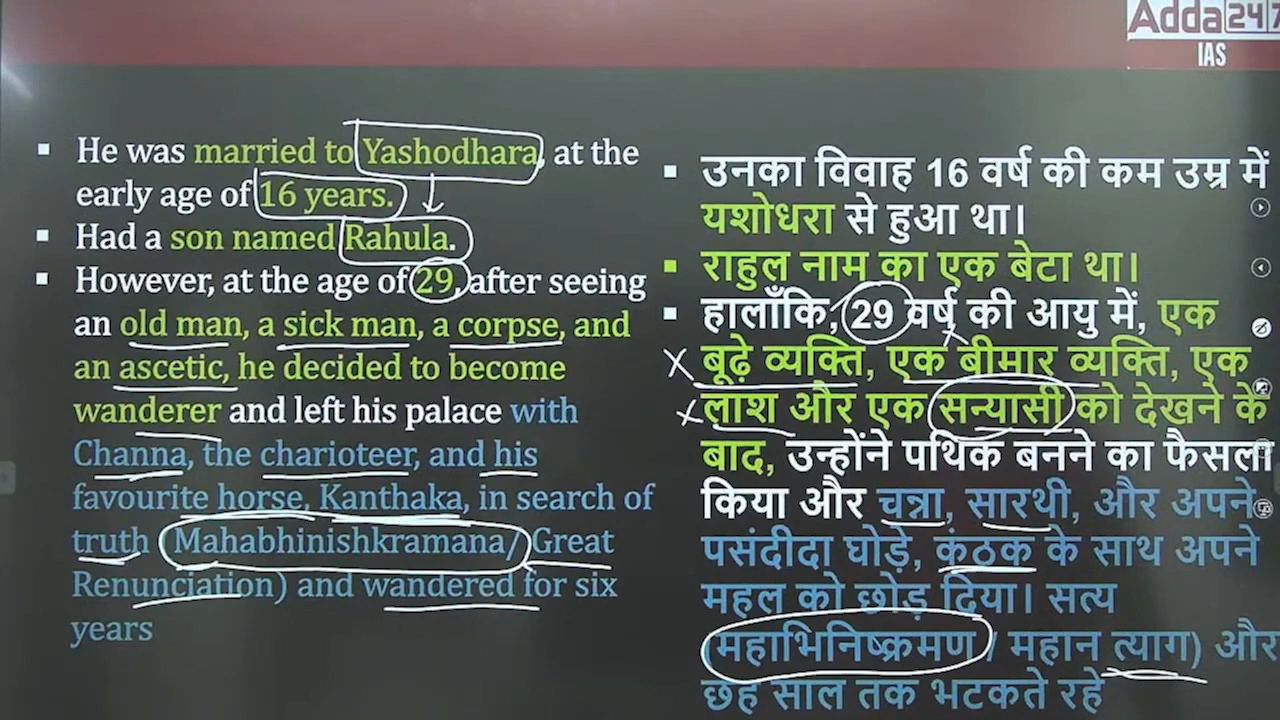 Adda247
IAS
▪ He was married to Yashodhara, at the
early age of 16 years.
▪ Had a son named Rahula.
▪ However, at the age of 29, after seeing
an old man, a sick man, a corpse, and
an ascetic, he decided to become
wanderer and left his palace with
Channa, the charioteer, and his
favourite horse, Kanthaka, in search of
truth (Mahabhinishkramana/ Great
Renunciation) and wandered for six
years
▪ उनका विवाह 16 वर्ष की कम उम्र में
यशोधरा से हुआ था।
▪ राहुल नाम का एक बेटा था।
▪ हालाँकि, 29 वर्ष की आयु में, एक
बूढ़े व्यक्ति, एक बीमार व्यक्ति, एक
लाश और एक सन्यासी को देखने के
बाद, उन्होंने पथिक बनने का फैसला
किया और चन्ना, सारथी, और अपने
पसंदीदा घोड़े, कंठक के साथ अपने
महल को छोड़ दिया। सत्य
(महाभिनिष्क्रमण / महान त्याग) और
छह साल तक भटकते रहे